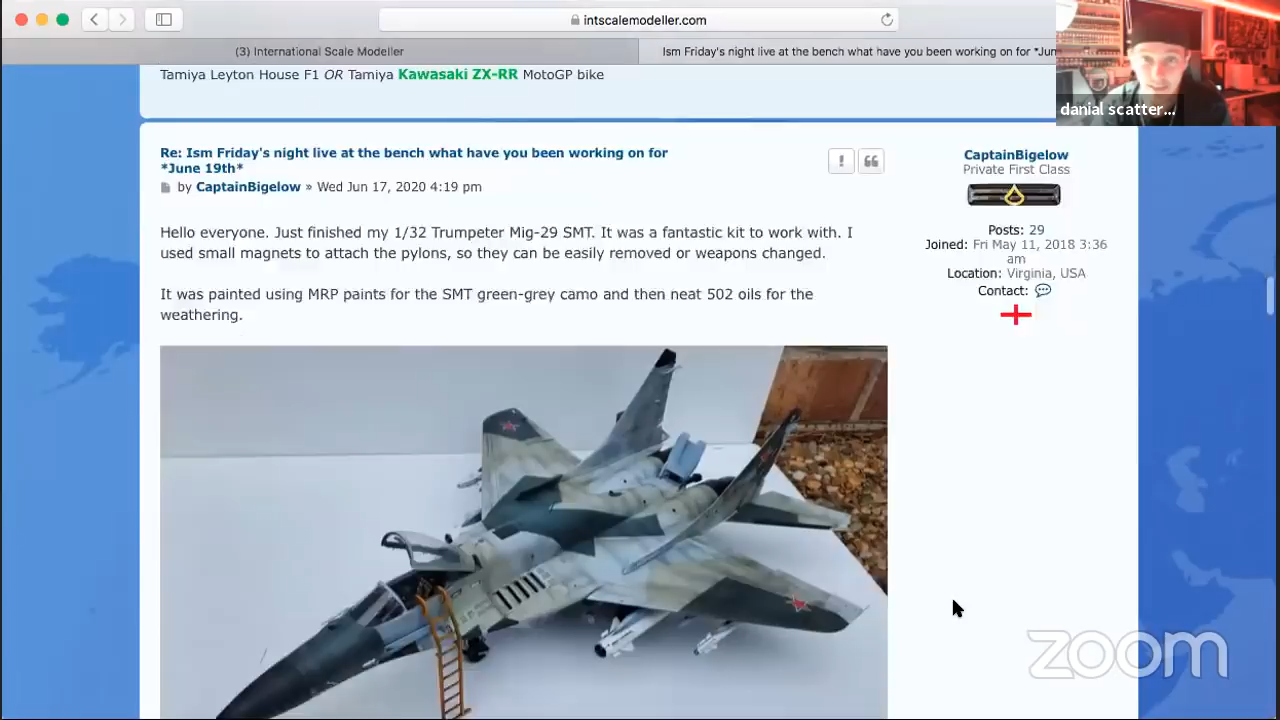 intscalemodeller.com
(3) International Scale Modeller
Ism Friday's night live at the bench what have you been working on for *Jun
danial scatter...
Tamiya Leyton House F1 OR Tamiya Kawasaki ZX-RR MotoGP bike
Re: Ism Friday's night live at the bench what have you been working on for
*June 19th*
by CaptainBigelow » Wed Jun 17, 2020 4:19 pm
CaptainBigelow
Private First Class
Posts: 29
Joined: Fri May 11, 2018 3:36
am
Location: Virginia, USA
Contact:
Hello everyone. Just finished my 1/32 Trumpeter Mig-29 SMT. It was a fantastic kit to work with. I
used small magnets to attach the pylons, so they can be easily removed or weapons changed.
It was painted using MRP paints for the SMT green-grey camo and then neat 502 oils for the
weathering.
zoom